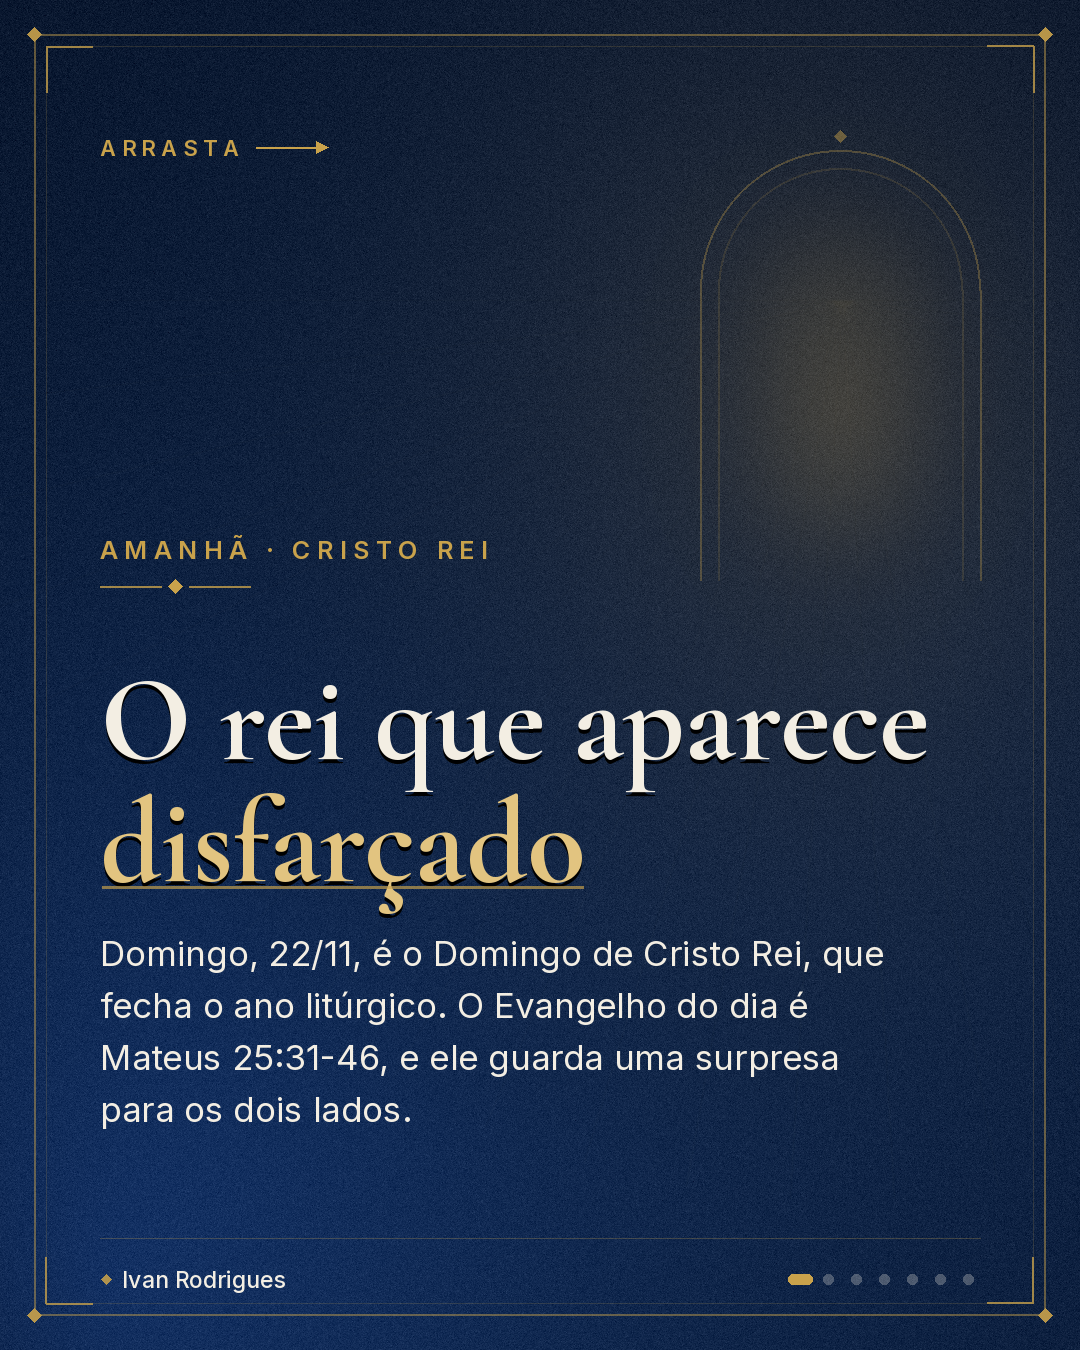 ARRASTA
AMANHÃ · CRISTO REI
O rei que aparece
disfarçado
Domingo, 22/11, é o Domingo de Cristo Rei, que
fecha o ano litúrgico. O Evangelho do dia é
Mateus 25:31-46, e ele guarda uma surpresa
para os dois lados.
Ivan Rodrigues